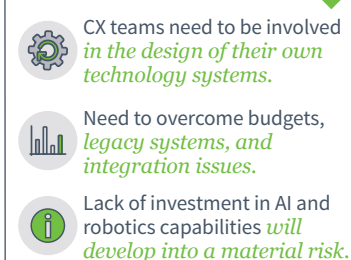 CX teams need to be involved
in the design of their own
technology systems.
Need to overcome budgets,
legacy systems, and
integration issues.
Lack of investment in AI and
robotics capabilities will
develop into a material risk.